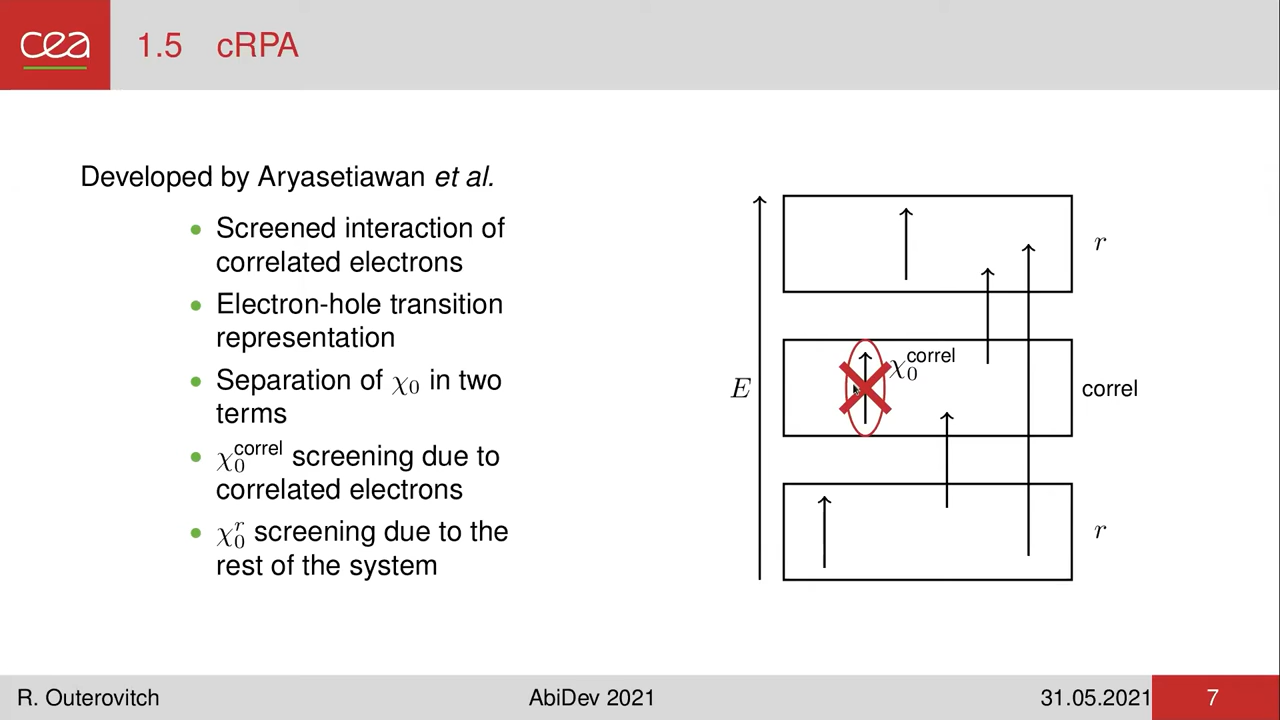 cea
1.5 cRPA
Developed by Aryasetiawan et al.
• Screened interaction of
correlated electrons
• Electron-hole transition
representation
• Separation of χ₀ in two
terms
• χ₀^correl screening due to
correlated electrons
• χ₀^r screening due to the
rest of the system
r
χ₀^correl
E
correl
r
R. Outerovitch
AbiDev 2021
31.05.2021
7